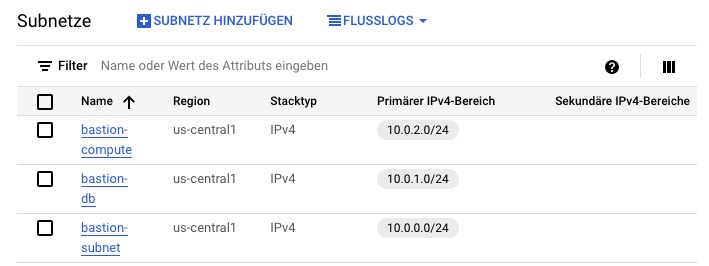 Subnetze SUBNETZ HINZUFÜGEN FLUSSLOGS
Filter Name oder Wert des Attributs eingeben
Name Region Stacktyp Primärer IPv4-Bereich Sekundäre IPv4-Bereiche
bastion- us-central1 IPv4 10.0.2.0/24
compute
bastion- us-central1 IPv4 10.0.1.0/24
db
bastion- us-central1 IPv4 10.0.0.0/24
subnet